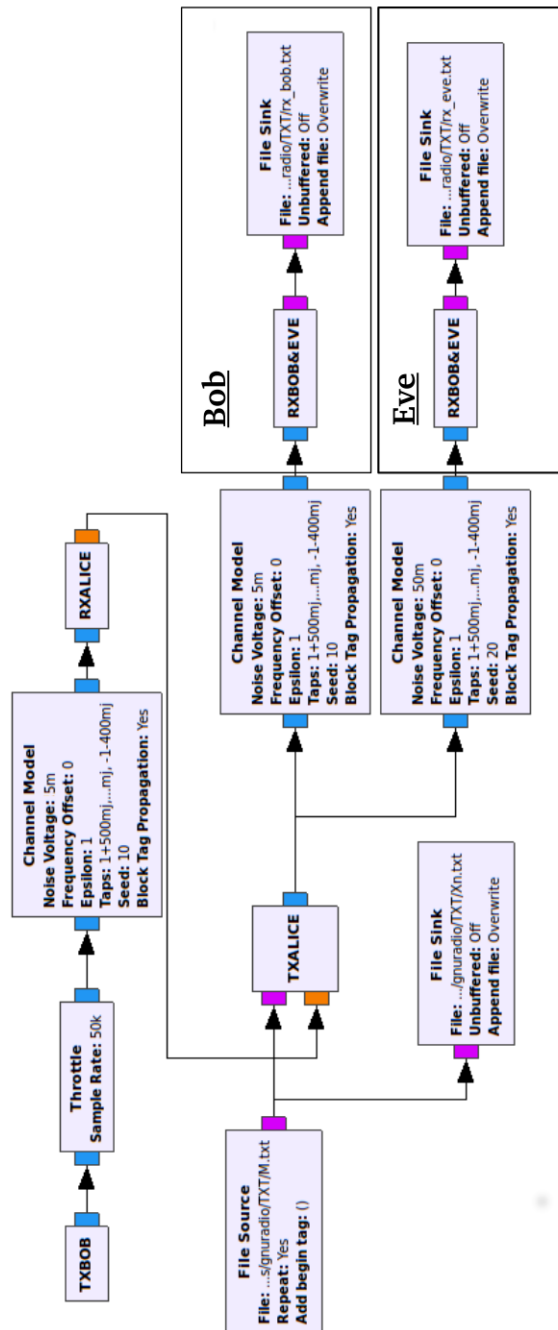 TXBOB
Throttle
Sample Rate: 50k
Channel Model
Noise Voltage: 5m
Frequency Offset: 0
Epsilon: 1
Taps: 1+500mj,...mj, -1-400mj
Seed: 10
Block Tag Propagation: Yes
RXALICE
File Source
File: ...s/gnuradio/TXT/M.txt
Repeat: Yes
Add begin tag: ()
TXALICE
File Sink
File: .../gnuradio/TXT/Xn.txt
Unbuffered: Off
Append file: Overwrite
Channel Model
Noise Voltage: 5m
Frequency Offset: 0
Epsilon: 1
Taps: 1+500mj,...mj, -1-400mj
Seed: 10
Block Tag Propagation: Yes
Bob
RXBOB&EVE
File Sink
File: ...radio/TXT/rx_bob.txt
Unbuffered: Off
Append file: Overwrite
Channel Model
Noise Voltage: 50m
Frequency Offset: 0
Epsilon: 1
Taps: 1+500mj,...mj, -1-400mj
Seed: 20
Block Tag Propagation: Yes
Eve
RXBOB&EVE
File Sink
File: ...radio/TXT/rx_eve.txt
Unbuffered: Off
Append file: Overwrite